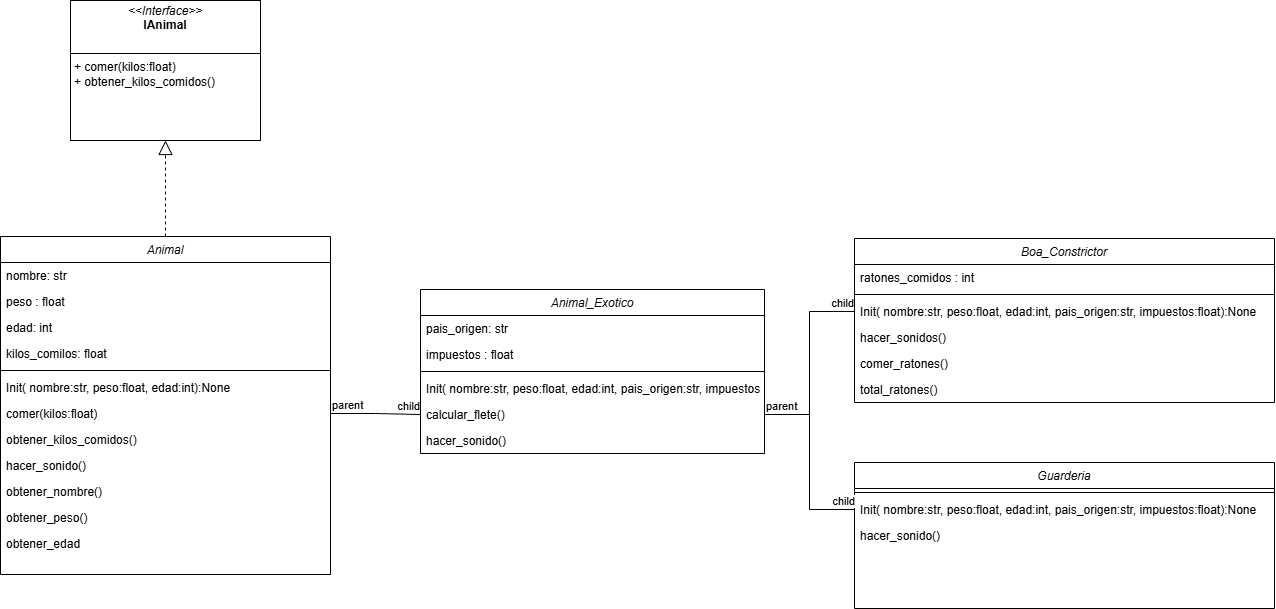 <<Interface>>
IAnimal
+ comer(kilos:float)
+ obtener_kilos_comidos()
Animal
nombre: str
peso : float
edad: int
kilos_comilos: float
Init( nombre:str, peso:float, edad:int):None
comer(kilos:float)
obtener_kilos_comidos()
hacer_sonido()
obtener_nombre()
obtener_peso()
obtener_edad
parent
child
Animal_Exotico
pais_origen: str
impuestos : float
Init( nombre:str, peso:float, edad:int, pais_origen:str, impuestos
calcular_flete()
hacer_sonido()
parent
child
Boa_Constrictor
ratones_comidos : int
Init( nombre:str, peso:float, edad:int, pais_origen:str, impuestos:float):None
hacer_sonidos()
comer_ratones()
total_ratones()
child
Guarderia
Init( nombre:str, peso:float, edad:int, pais_origen:str, impuestos:float):None
hacer_sonido()